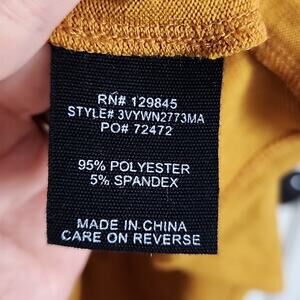 RN# 129845
STYLE# 3VYWN2773MA
PO# 72472
95% POLYESTER
5% SPANDEX
MADE IN CHINA
CARE ON REVERSE